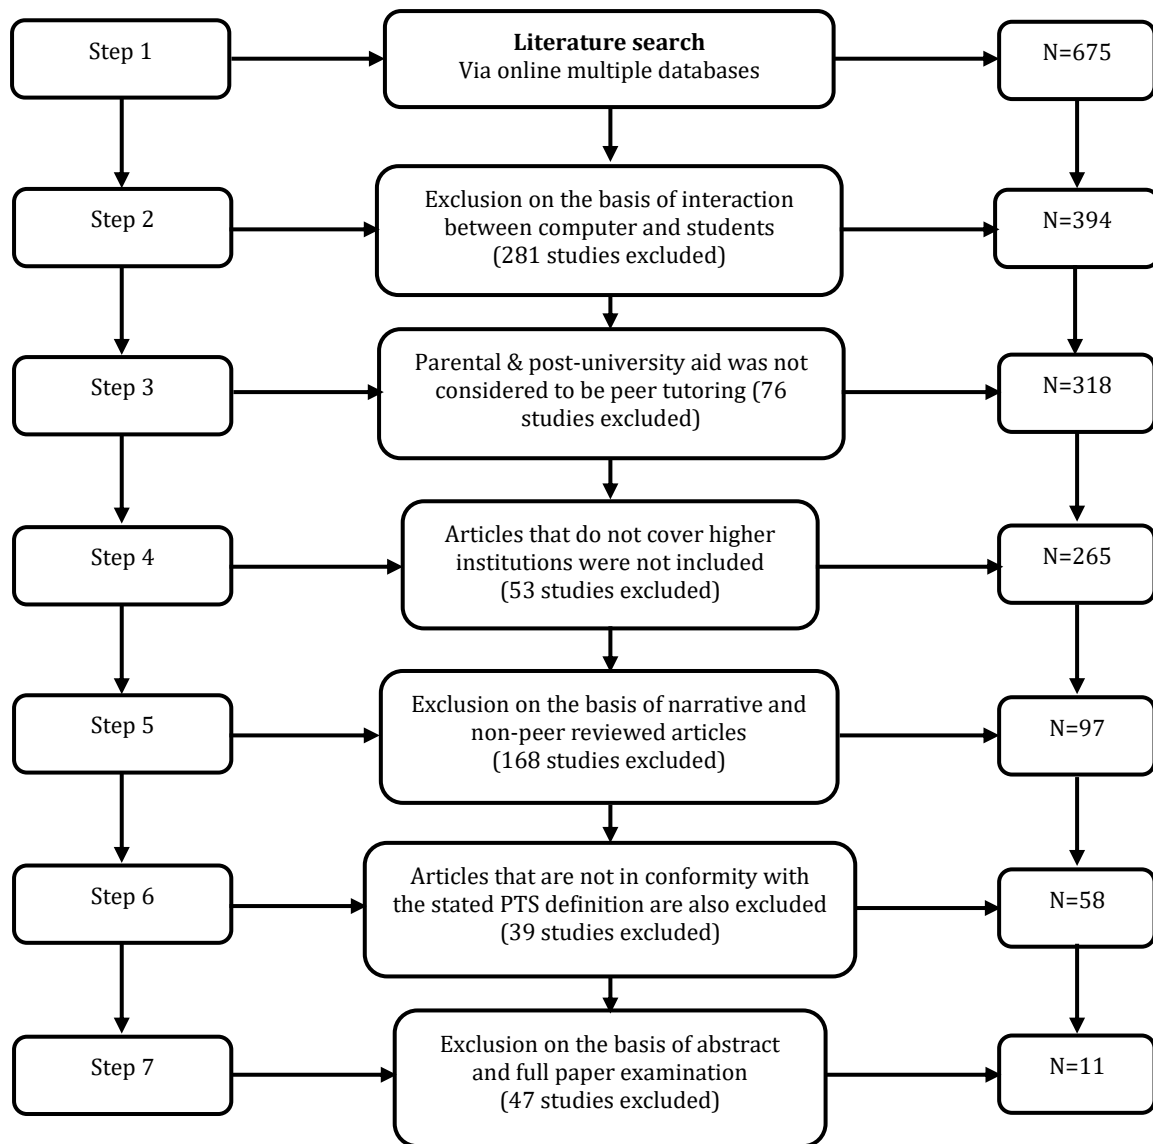 Step 1
Literature search
Via online multiple databases
N=675
Step 2
Exclusion on the basis of interaction
between computer and students
(281 studies excluded)
N=394
Step 3
Parental & post-university aid was not
considered to be peer tutoring (76
studies excluded)
N=318
Step 4
Articles that do not cover higher
institutions were not included
(53 studies excluded)
N=265
Step 5
Exclusion on the basis of narrative and
non-peer reviewed articles
(168 studies excluded)
N=97
Step 6
Articles that are not in conformity with
the stated PTS definition are also excluded
(39 studies excluded)
N=58
Step 7
Exclusion on the basis of abstract
and full paper examination
(47 studies excluded)
N=11